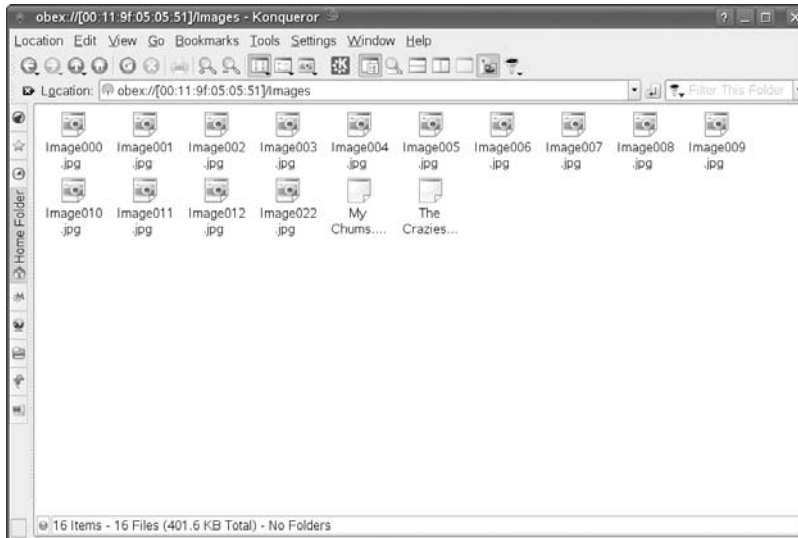 obex://[00:11:9f:05:05:51]/Images - Konqueror
Location Edit View Go Bookmarks Tools Settings Window Help
Location: obex://[00:11:9f:05:05:51]/Images Filter This Folder
Image000 Image001 Image002 Image003 Image004 Image005 Image006 Image007 Image008 Image009
.jpg .jpg .jpg .jpg .jpg .jpg .jpg .jpg .jpg .jpg
Image010 Image011 Image012 Image022 My The
.jpg .jpg .jpg .jpg Chums.... Crazies...
Home Folder
16 Items - 16 Files (401.6 KB Total) - No Folders